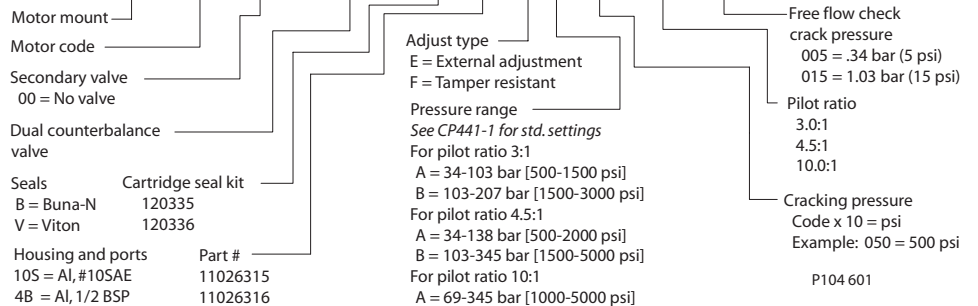 Motor mount
Motor code
Secondary valve
00 = No valve
Dual counterbalance
valve
Seals Cartridge seal kit
B = Buna-N 120335
V = Viton 120336
Housing and ports Part #
10S = Al, #10SAE 11026315
4B = Al, 1/2 BSP 11026316
Adjust type
E = External adjustment
F = Tamper resistant
Pressure range
See CP441-1 for std. settings
For pilot ratio 3:1
A = 34-103 bar [500-1500 psi]
B = 103-207 bar [1500-3000 psi]
For pilot ratio 4.5:1
A = 34-138 bar [500-2000 psi]
B = 103-345 bar [1500-5000 psi]
For pilot ratio 10:1
A = 69-345 bar [1000-5000 psi]
Free flow check
crack pressure
005 = .34 bar (5 psi)
015 = 1.03 bar (15 psi)
Pilot ratio
3.0:1
4.5:1
10.0:1
Cracking pressure
Code x 10 = psi
Example: 050 = 500 psi
P104 601